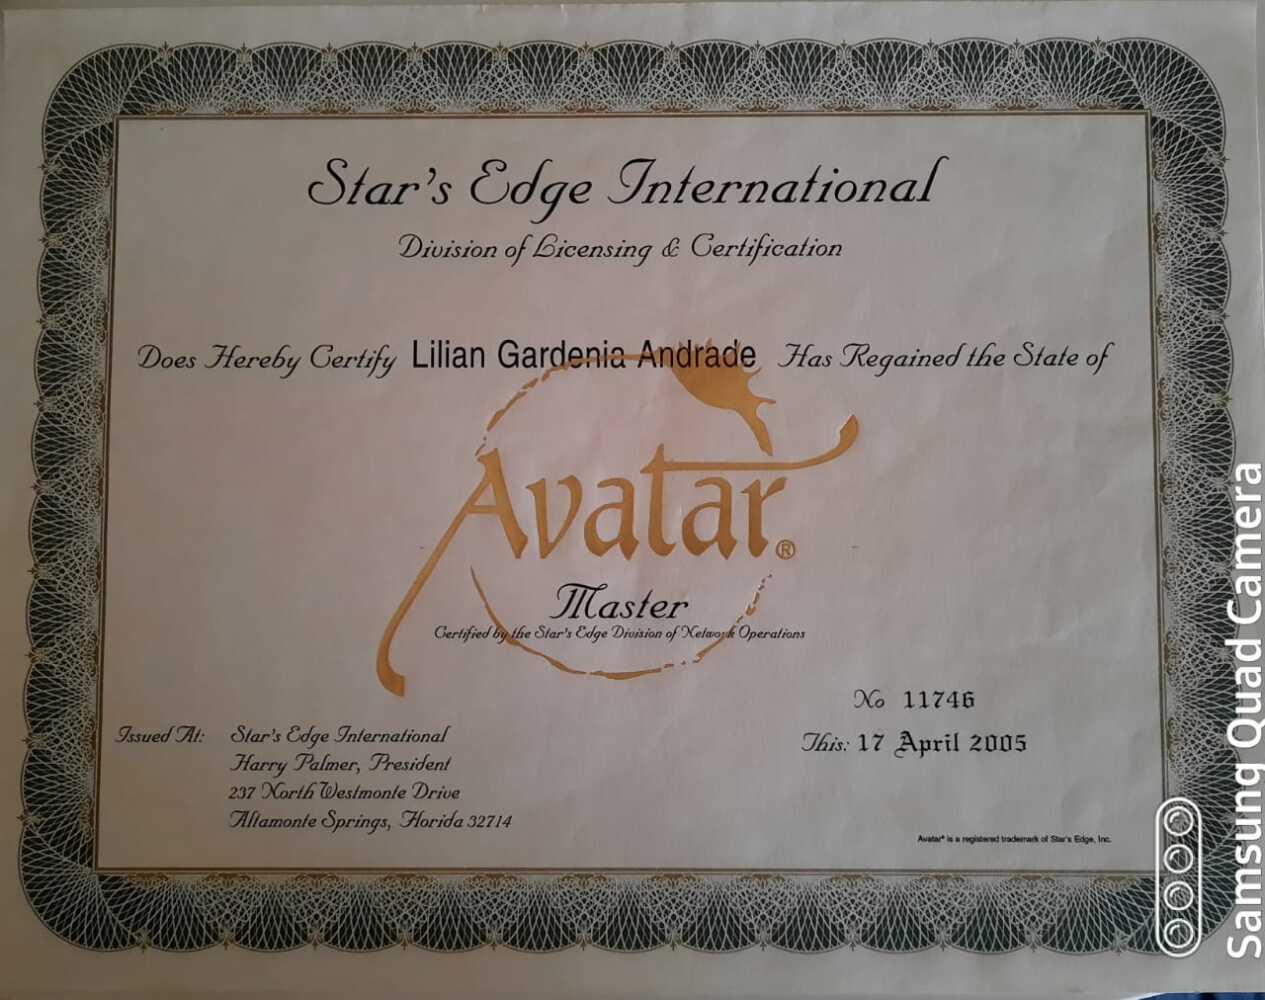 Star's Edge International
Division of Licensing & Certification
Does Hereby Certify Lilian Gardenia Andrade Has Regained the State of
Avatar®
Master
Certified by the Star's Edge Division of Network Operations
No 11746
This: 17 April 2005
Issued At: Star's Edge International
Harry Palmer, President
237 North Westmonte Drive
Altamonte Springs, Florida 32714
Avatar® is a registered trademark of Star's Edge, Inc.
Samsung Quad Camera